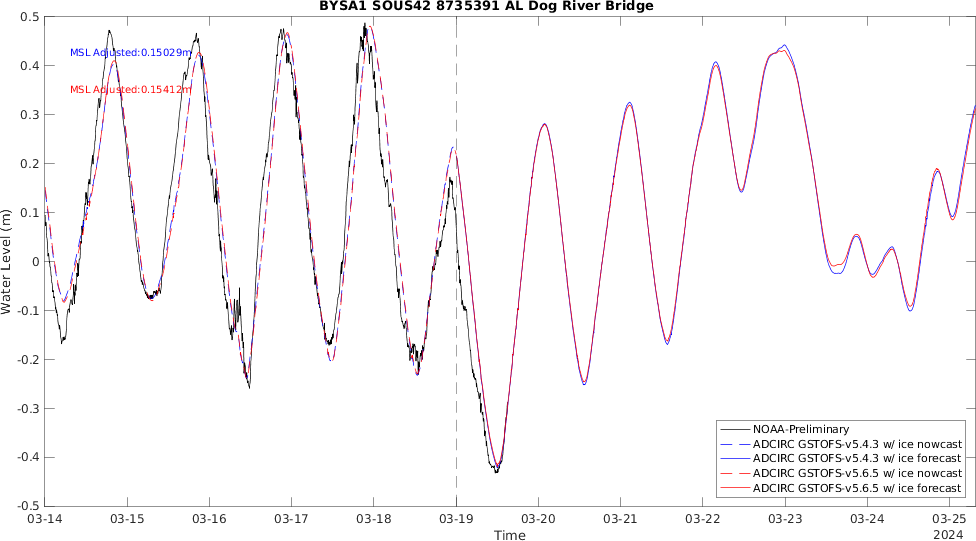 BYSA1 SOUS42 8735391 AL Dog River Bridge
0.5
MSL Adjusted:0.15029m
0.4
MSL Adjusted:0.15412m
0.3
0.2
0.1
Water Level (m)
0
-0.1
-0.2
-0.3
-0.4
-0.5
NOAA-Preliminary
ADCIRC GSTOFS-v5.4.3 w/ ice nowcast
ADCIRC GSTOFS-v5.4.3 w/ ice forecast
ADCIRC GSTOFS-v5.6.5 w/ ice nowcast
ADCIRC GSTOFS-v5.6.5 w/ ice forecast
03-14 03-15 03-16 03-17 03-18 03-19 03-20 03-21 03-22 03-23 03-24 03-25
Time
2024